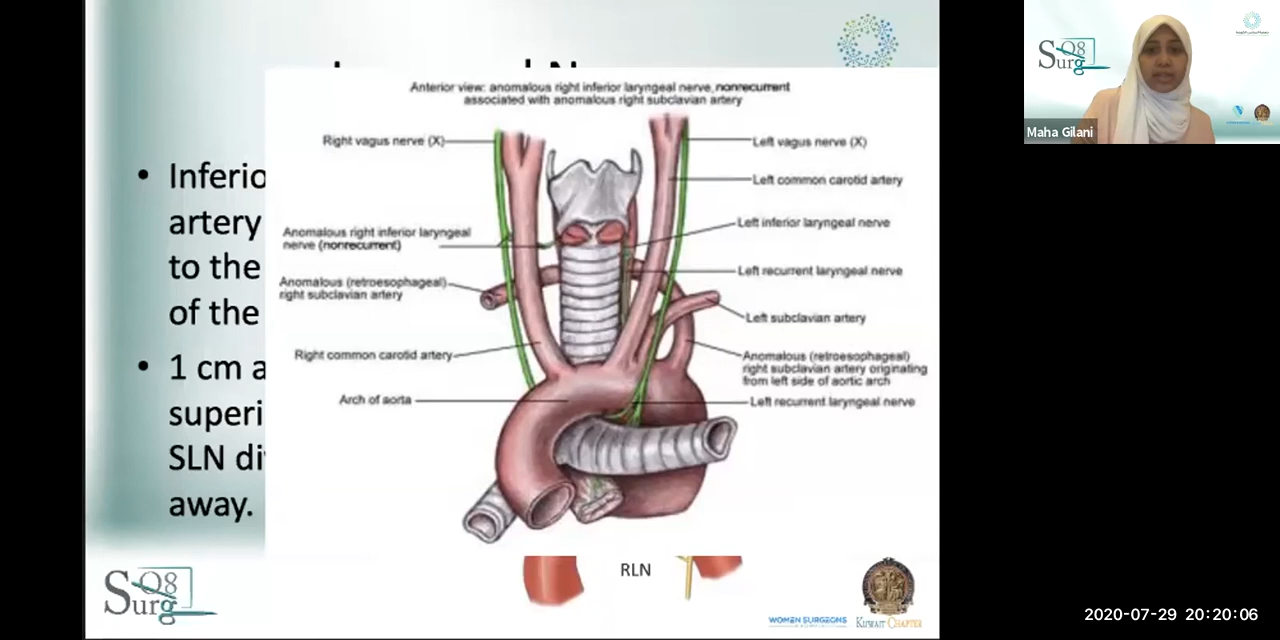 Anterior view: anomalous right inferior laryngeal nerve, nonrecurrent
associated with anomalous right subclavian artery
Right vagus nerve (X)
Anomalous right inferior laryngeal
nerve (nonrecurrent)
Anomalous (retroesophageal)
right subclavian artery
Right common carotid artery
Arch of aorta
Left vagus nerve (X)
Left common carotid artery
Left inferior laryngeal nerve
Left recurrent laryngeal nerve
Left subclavian artery
Anomalous (retroesophageal)
right subclavian artery originating
from left side of aortic arch
Left recurrent laryngeal nerve
• Inferio
artery
to the
of the
• 1 cm a
superi
SLN di
away.
RLN
Surg Q8
WOMEN SURGEONS
KUWAIT CHAPTER
Surg Q8
Maha Gilani
2020-07-29 20:20:06